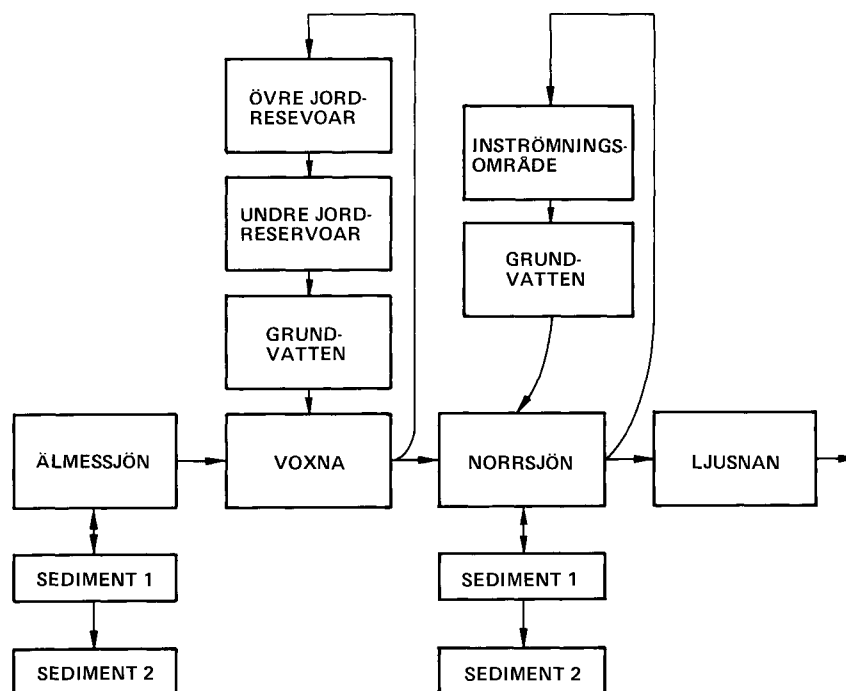 ÖVRE JORD-
RESEVOAR
UNDRE JORD-
RESERVOAR
GRUND-
VATTEN
INSTRÖMNINGS-
OMRÅDE
GRUND-
VATTEN
ÄLMESSJÖN
VOXNA
NORRSJÖN
LJUSNAN
SEDIMENT 1
SEDIMENT 1
SEDIMENT 2
SEDIMENT 2